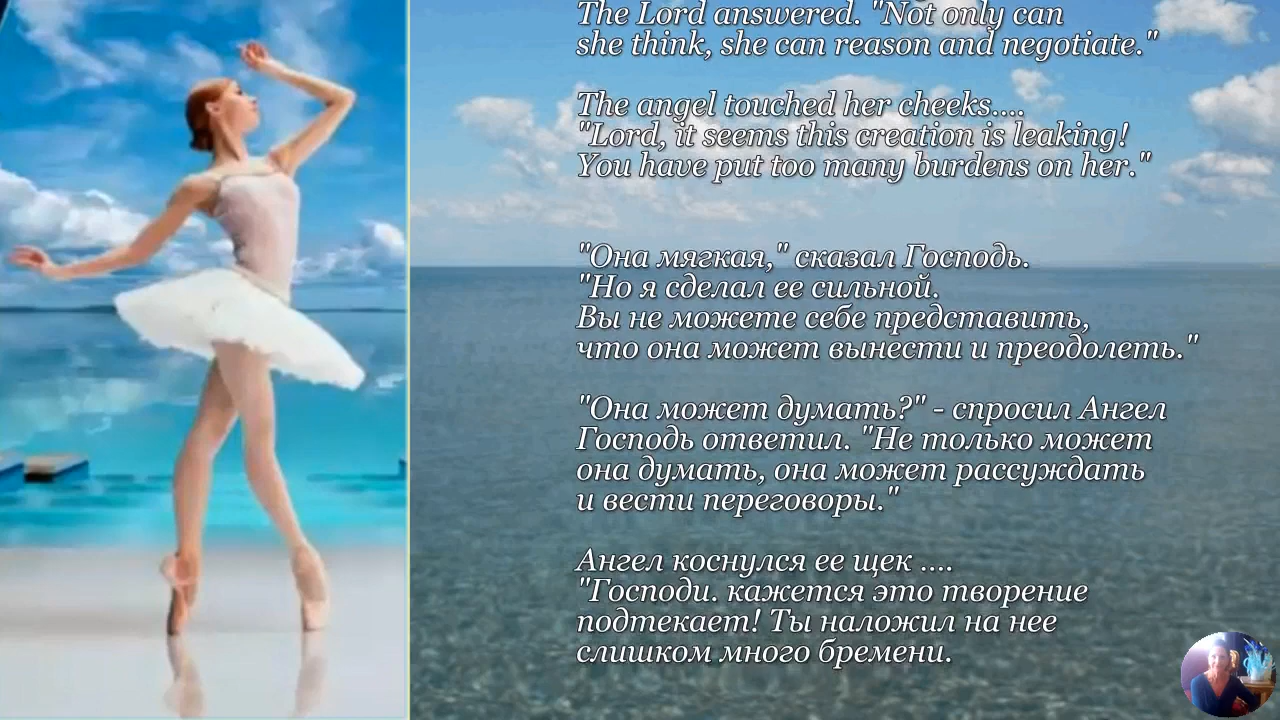 The Lord answered. "Not only can
she think, she can reason and negotiate."
The angel touched her cheeks....
"Lord, it seems this creation is leaking!
You have put too many burdens on her."
"Она мягкая," сказал Господь.
"Но я сделал ее сильной.
Вы не можете себе представить,
что она может вынести и преодолеть."
"Она может думать?" - спросил Ангел
Господь ответил. "Не только может
она думать, она может рассуждать
и вести переговоры."
Ангел коснулся ее щек ....
"Господи. кажется это творение
подтекает! Ты наложил на нее
слишком много бремени.